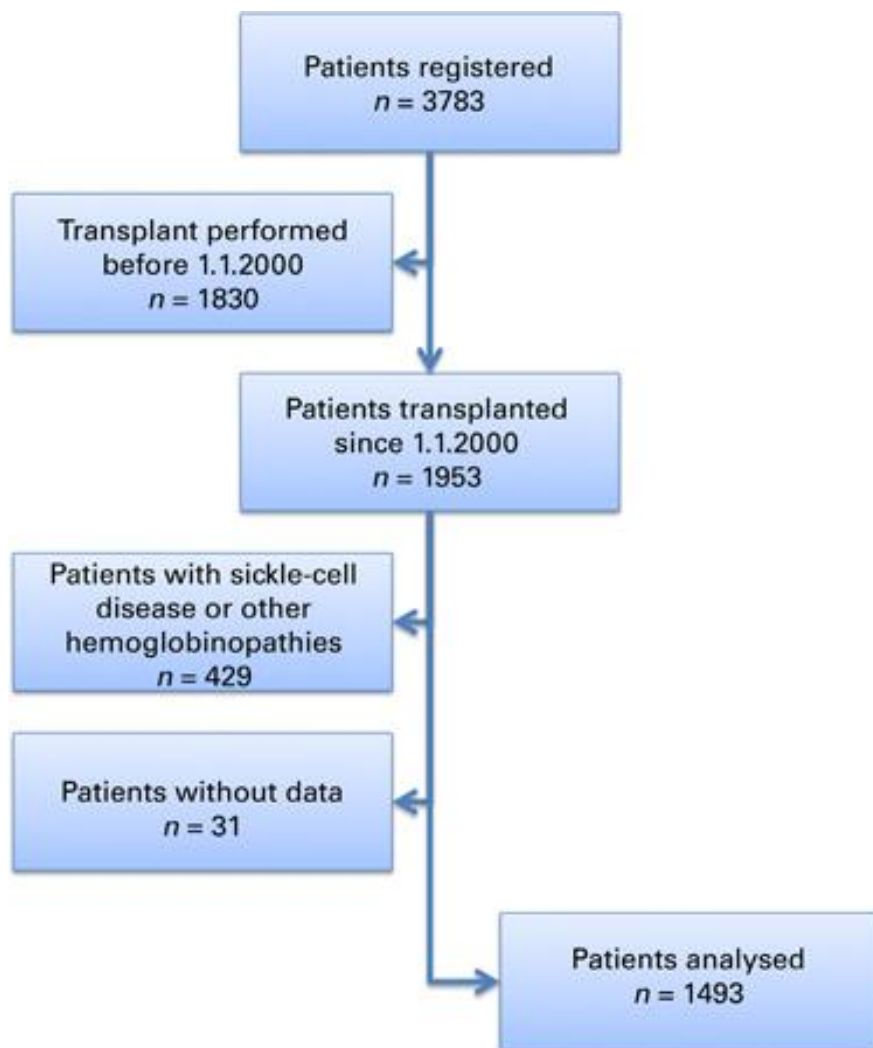 Patients registered
n = 3783
Transplant performed
before 1.1.2000
n = 1830
Patients transplanted
since 1.1.2000
n = 1953
Patients with sickle-cell
disease or other
hemoglobinopathies
n = 429
Patients without data
n = 31
Patients analysed
n = 1493